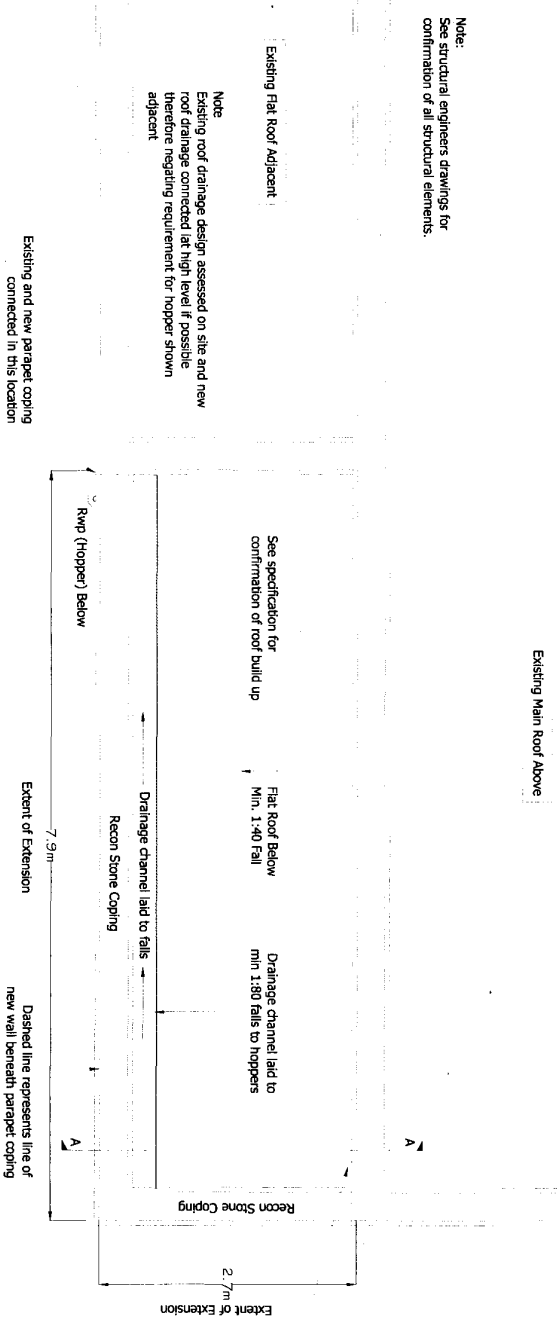 Note:
See structural engineers drawings for
confirmation of all structural elements.
Existing Main Roof Above
Existing Flat Roof Adjacent
Note
Existing roof drainage design assessed on site and new
roof drainage connected iat high level if possible
therefore negating requirement for hopper shown
adjacent
See specification for
confirmation of roof build up
Flat Roof Below
Min. 1:40 Fall
Drainage channel laid to
min 1:80 falls to hoppers
A
Drainage channel laid to falls
Recon Stone Coping
Rwp (Hopper) Below
A
Recon Stone Coping
2.7m
Extent of Extension
7.9m
Extent of Extension
Existing and new parapet coping
connected in this location
Dashed line represents line of
new wall beneath parapet coping